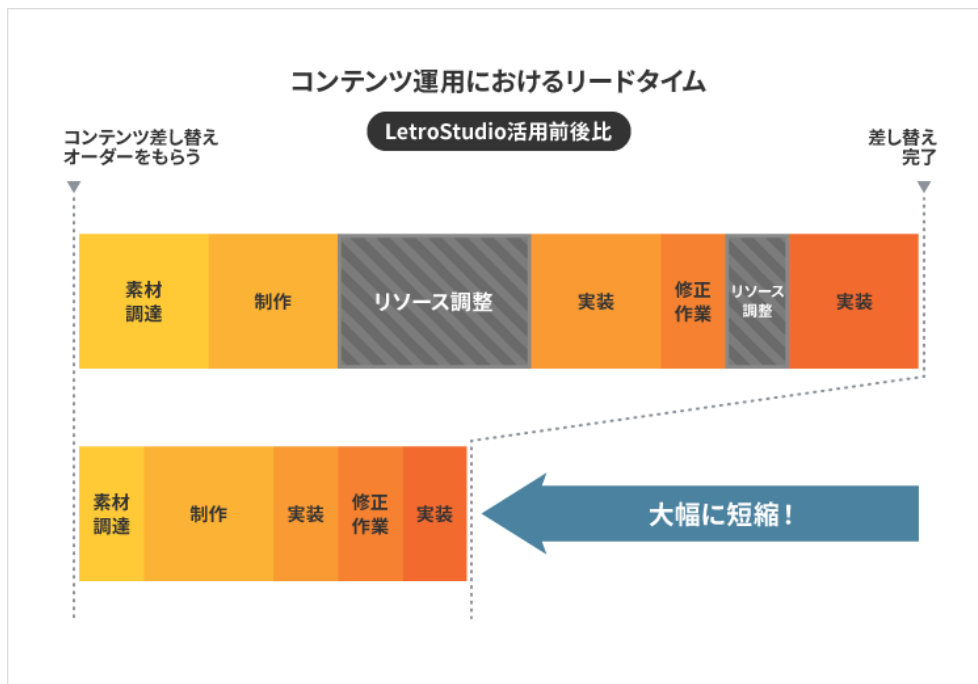 コンテンツ運用におけるリードタイム
LetroStudio活用前後比
コンテンツ差し替え
オーダーをもらう
差し替え
完了
素材
調達
制作
リソース調整
実装
修正
作業
リソース
調整
実装
素材
調達
制作
実装
修正
作業
実装
大幅に短縮！